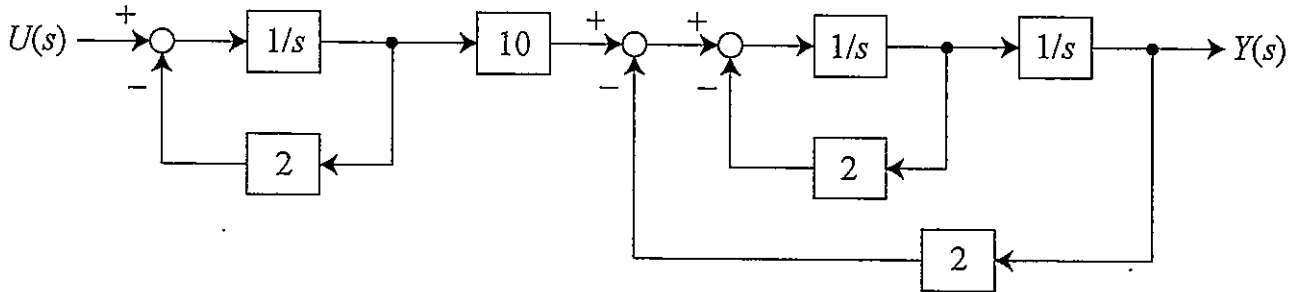 + + +
U(s) 1/s 10 1/s 1/s Y(s)
− − −
2 2
2